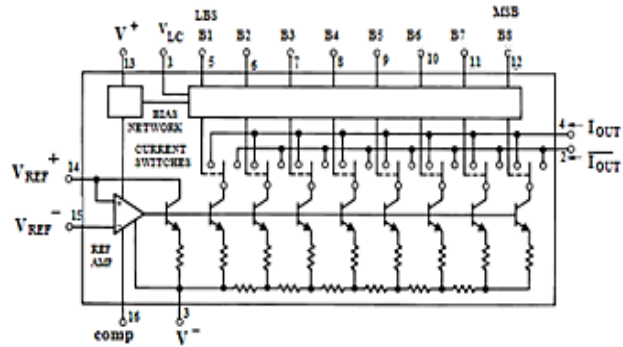 V+ VLC LBS B1 B2 B3 B4 B5 B6 B7 MSB B8
13 1 5 6 7 8 9 10 11 12
BIAS NETWORK
CURRENT SWITCHES
4 IOUT
2 IOUT
VREF+ 14
VREF- 15
REF AMP
16 3
comp V-